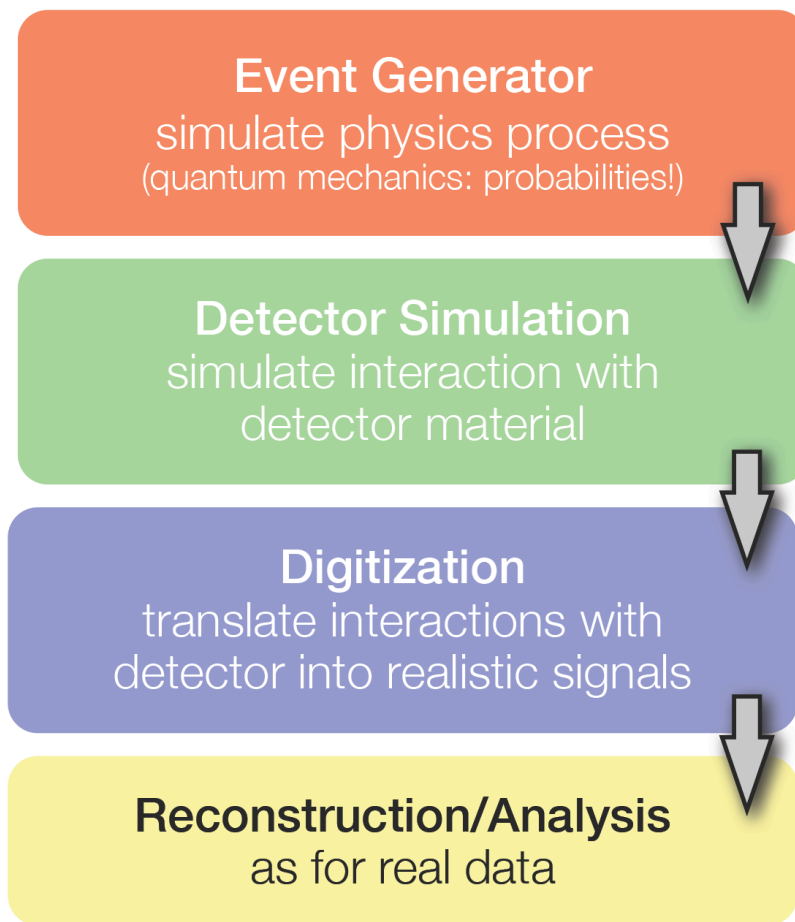 Event Generator
simulate physics process
(quantum mechanics: probabilities!)
Detector Simulation
simulate interaction with
detector material
Digitization
translate interactions with
detector into realistic signals
Reconstruction/Analysis
as for real data